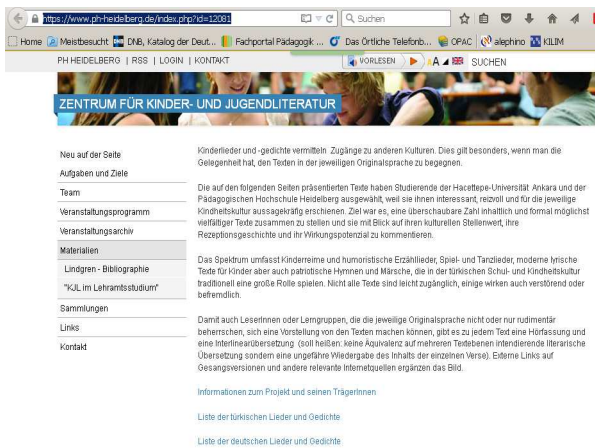 https://www.ph-heidelberg.de/index.php?id=12081
Suchen
Home Meistbesucht DNB, Katalog der Deut... Fachportal Pädagogik ... Das Örtliche Telefonb... OPAC alephino KILIM
PH HEIDELBERG | RSS | LOGIN | KONTAKT
VORLESEN AA SUCHEN
ZENTRUM FÜR KINDER- UND JUGENDLITERATUR
Neu auf der Seite
Aufgaben und Ziele
Team
Veranstaltungsprogramm
Veranstaltungsarchiv
Materialien
Lindgren - Bibliographie
"KJL im Lehramtsstudium"
Sammlungen
Links
Kontakt
Kinderlieder und -gedichte vermitteln Zugänge zu anderen Kulturen. Dies gilt besonders, wenn man die
Gelegenheit hat, den Texten in der jeweiligen Originalsprache zu begegnen.
Die auf den folgenden Seiten präsentierten Texte haben Studierende der Hacettepe-Universität Ankara und der
Pädagogischen Hochschule Heidelberg ausgewählt, weil sie ihnen interessant, reizvoll und für die jeweilige
Kindheitskultur aussagekräftig erschienen. Ziel war es, eine überschaubare Zahl inhaltlich und formal möglichst
vielfältiger Texte zusammen zu stellen und sie mit Blick auf ihren kulturellen Stellenwert, ihre
Rezeptionsgeschichte und ihr Wirkungspotenzial zu kommentieren.
Das Spektrum umfasst Kinderreime und humoristische Erzähllieder, Spiel- und Tanzlieder, moderne lyrische
Texte für Kinder aber auch patriotische Hymnen und Märsche, die in der türkischen Schul- und Kindheitskultur
traditionell eine große Rolle spielen. Nicht alle Texte sind leicht zugänglich, einige wirken auch verstörend oder
befremdlich.
Damit auch LeserInnen oder Lerngruppen, die die jeweilige Originalsprache nicht oder nur rudimentär
beherrschen, sich eine Vorstellung von den Texten machen können, gibt es zu jedem Text eine Hörfassung und
eine Interlinearübersetzung (soll heißen: keine Äquivalenz auf mehreren Textebenen intendierende literarische
Übersetzung sondern eine ungefähre Wiedergabe des Inhalts der einzelnen Verse). Externe Links auf
Gesangsversionen und andere relevante Internetquellen ergänzen das Bild.
Informationen zum Projekt und seinen TrägerInnen
Liste der türkischen Lieder und Gedichte
Liste der deutschen Lieder und Gedichte